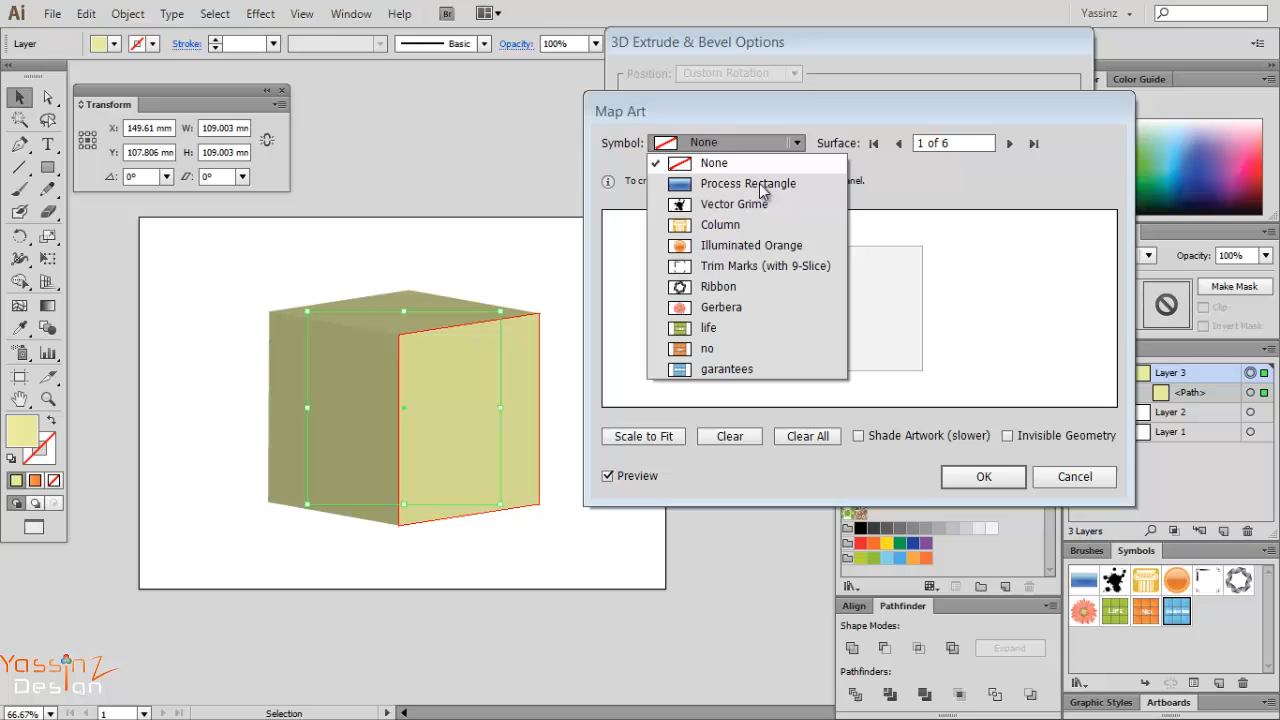 Ai File Edit Object Type Select Effect View Window Help Br Yassinz
Layer Stroke: Basic Opacity: 100%
3D Extrude & Bevel Options
Position: Custom Rotation
Color Guide
Transform
X: 149.61 mm W: 109.003 mm
Y: 107.806 mm H: 109.003 mm
0° 0°
Map Art
Symbol: None Surface: 1 of 6
None
Process Rectangle
Vector Grime
Column
Illuminated Orange
Trim Marks (with 9-Slice)
Ribbon
Gerbera
life
no
garantees
To cr
nel.
Scale to Fit Clear Clear All Shade Artwork (slower) Invisible Geometry
Preview OK Cancel
Opacity: 100%
Make Mask
Clip
Invert Mask
Layer 3
<Path>
Layer 2
Layer 1
3 Layers
Brushes Symbols
Align Pathfinder
Shape Modes:
Expand
Pathfinders:
Graphic Styles Artboards
YassinZ
Design
66.67% 1 Selection